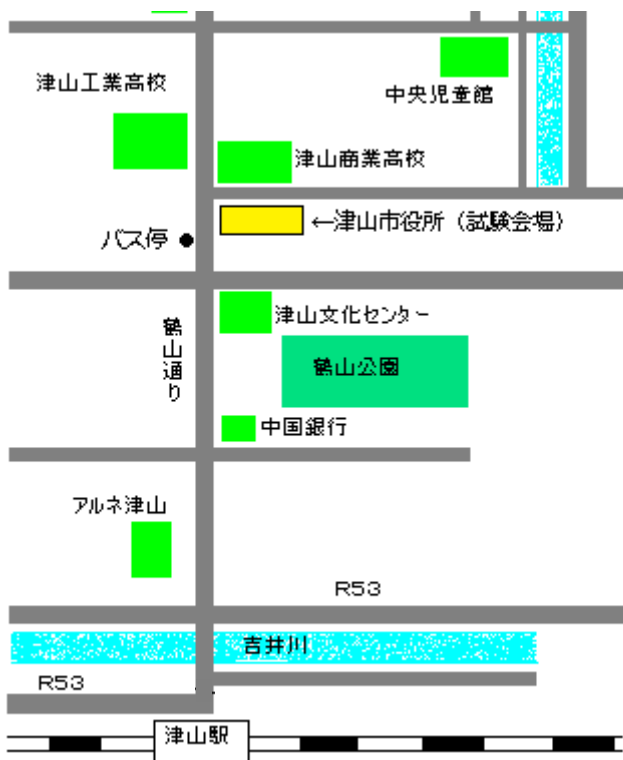 津山工業高校
中央児童館
津山商業高校
←津山市役所（試験会場）
バス停
津山文化センター
鶴山通り
鶴山公園
中国銀行
アルネ津山
R53
吉井川
R53
津山駅